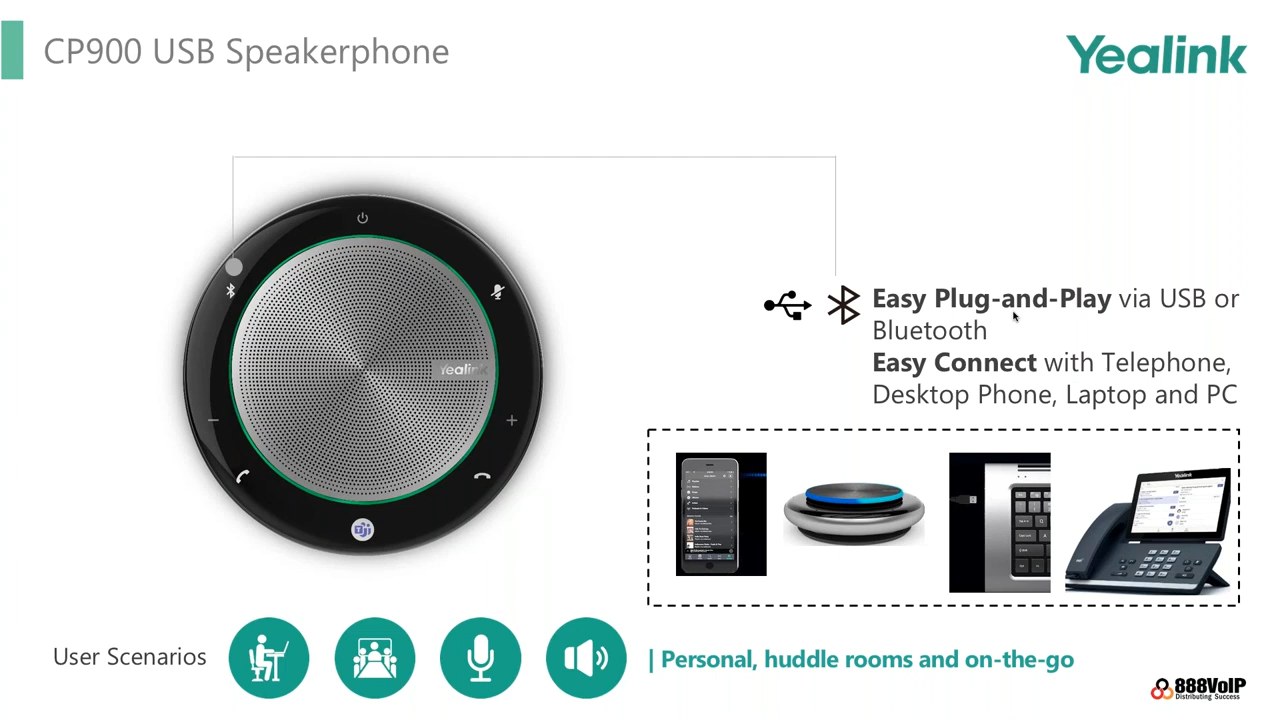 CP900 USB Speakerphone
Yealink
Yealink
Easy Plug-and-Play via USB or
Bluetooth
Easy Connect with Telephone,
Desktop Phone, Laptop and PC
Yealink
User Scenarios
| Personal, huddle rooms and on-the-go
888VoIP
Distributing Success